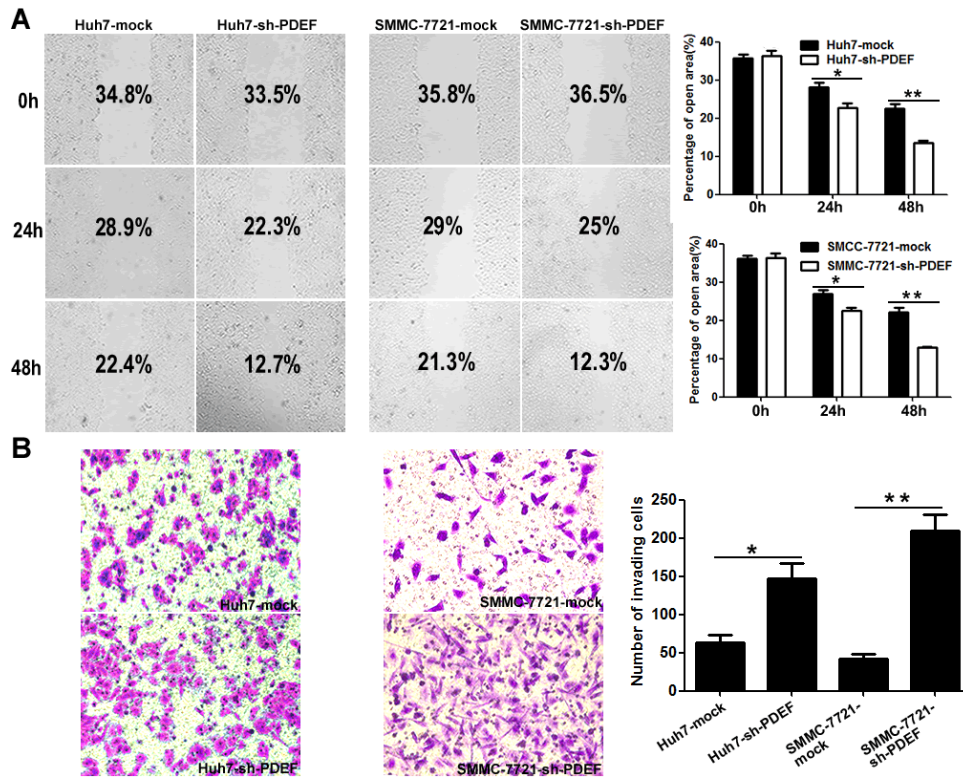 A
Huh7-mock Huh7-sh-PDEF SMMC-7721-mock SMMC-7721-sh-PDEF
0h 34.8% 33.5% 35.8% 36.5%
24h 28.9% 22.3% 29% 25%
48h 22.4% 12.7% 21.3% 12.3%
Percentage of open area(%)
Huh7-mock
Huh7-sh-PDEF
40
30
20
10
0
* **
0h 24h 48h
Percentage of open area(%)
SMCC-7721-mock
SMMC-7721-sh-PDEF
40
30
20
10
0
* **
0h 24h 48h
B
Huh7-mock
Huh7-sh-PDEF
SMMC-7721-mock
SMMC-7721-sh-PDEF
Number of invading cells
250
200
150
100
50
0
* **
Huh7-mock
Huh7-sh-PDEF
SMMC-7721-
mock
SMMC-7721-
sh-PDEF